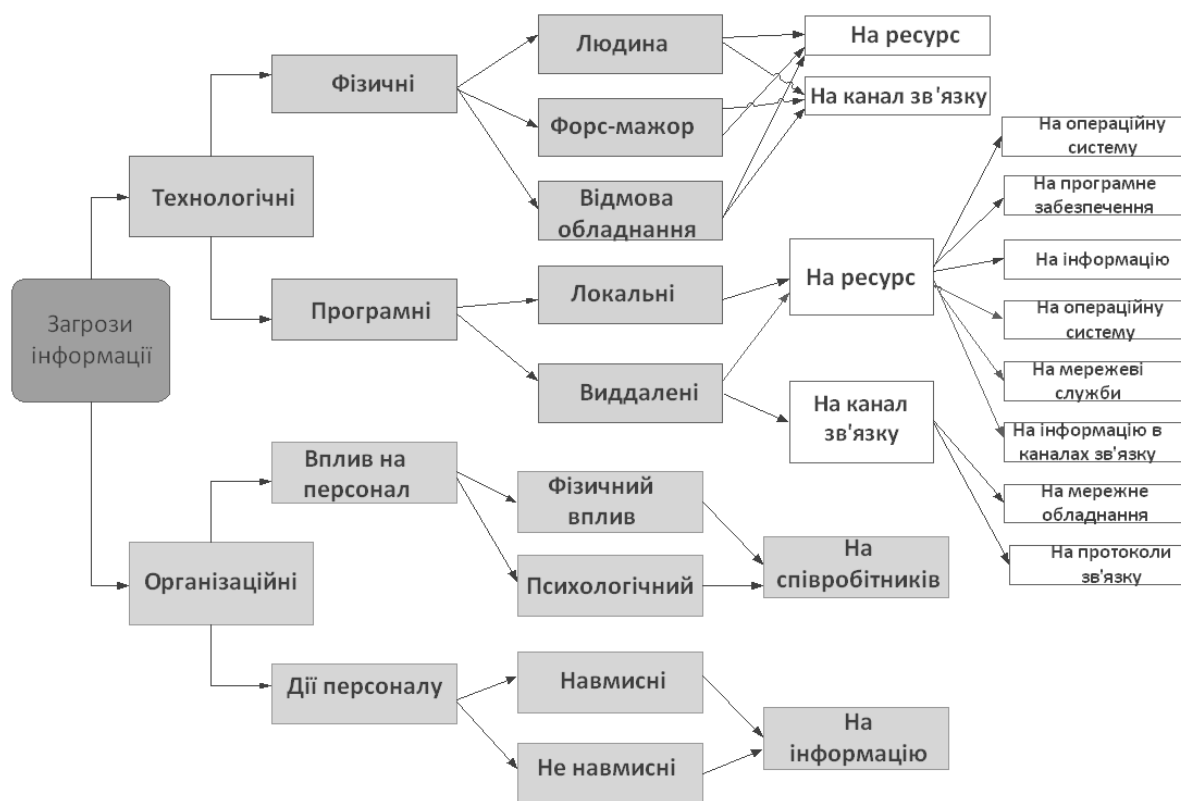 Загрози
інформації
Технологічні
Організаційні
Фізичні
Програмні
Вплив на
персонал
Дії персоналу
Людина
Форс-мажор
Відмова
обладнання
Локальні
Виддалені
Фізичний
вплив
Психологічний
Навмисні
Не навмисні
На ресурс
На канал зв'язку
На ресурс
На канал
зв'язку
На
співробітників
На
інформацію
На операційну
систему
На програмне
забезпечення
На інформацію
На операційну
систему
На мережеві
служби
На інформацію в
каналах зв'язку
На мережне
обладнання
На протоколи
зв'язку